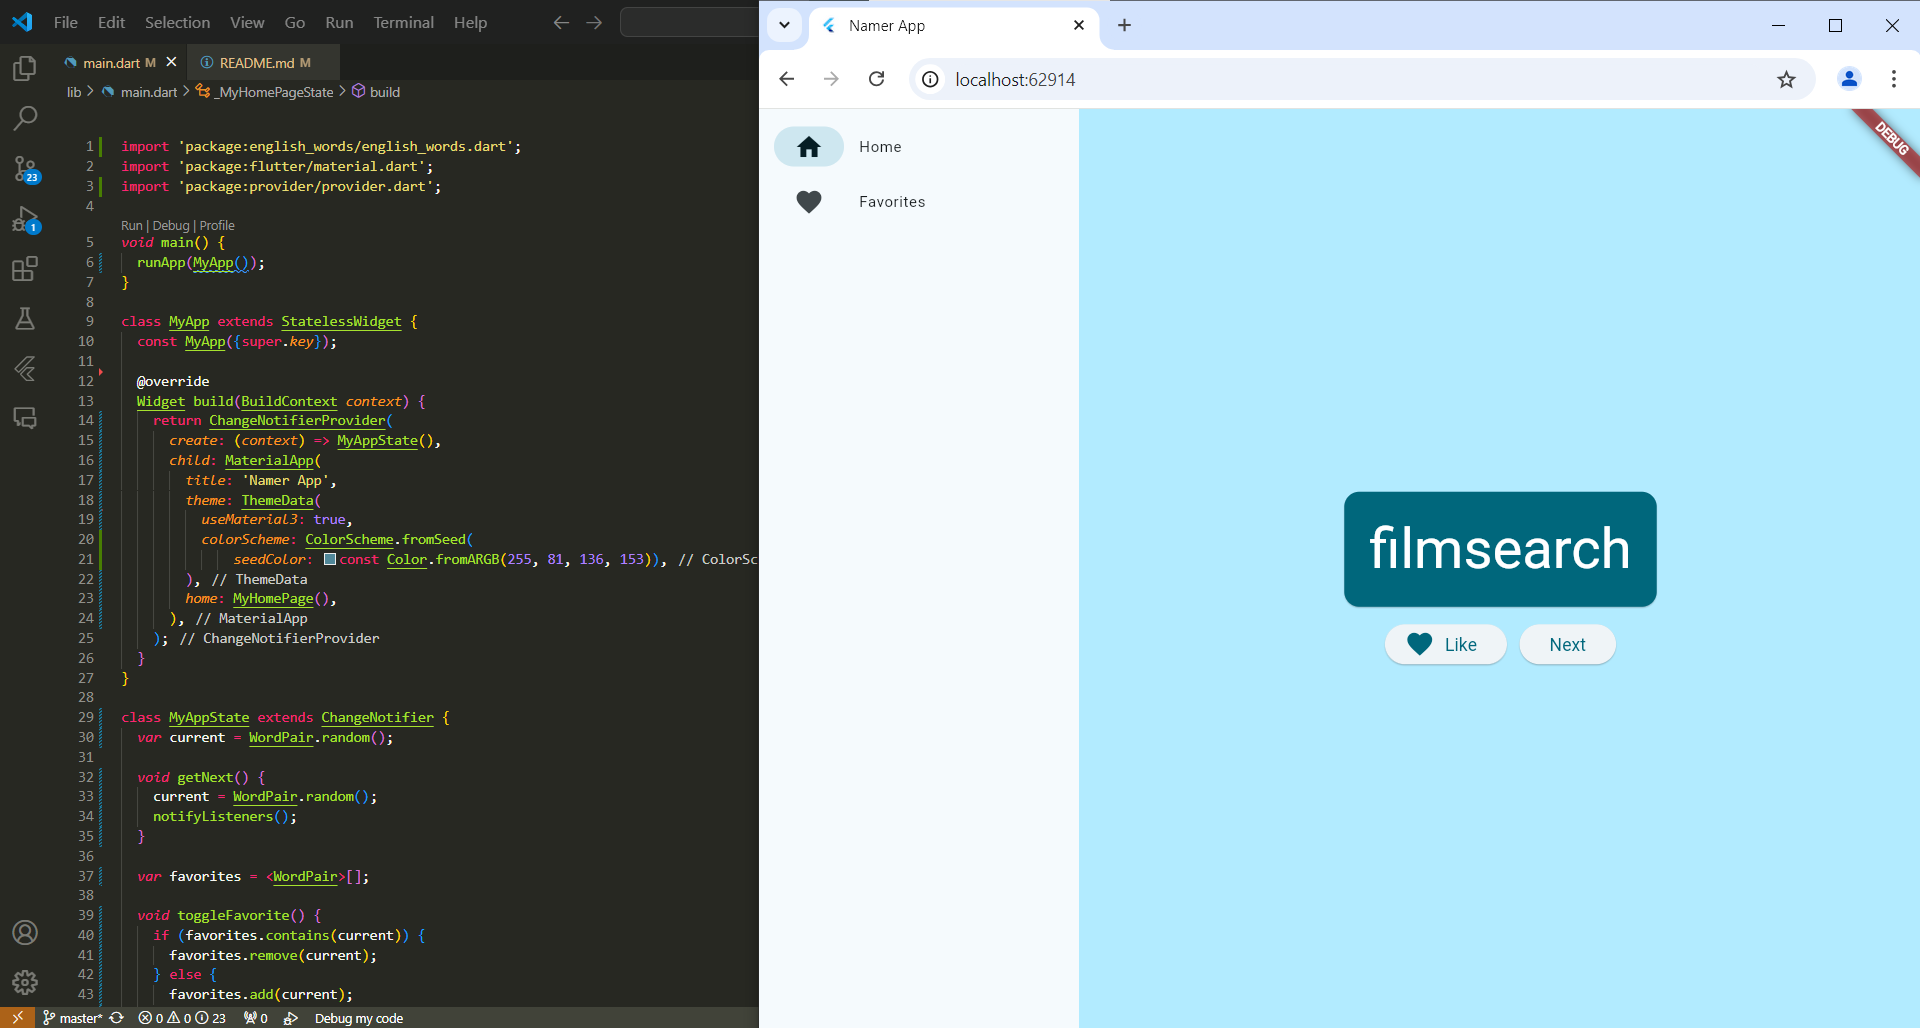 File Edit Selection View Go Run Terminal Help
main.dart M
README.md M
lib > main.dart > _MyHomePageState > build
1 import 'package:english_words/english_words.dart';
2 import 'package:flutter/material.dart';
3 import 'package:provider/provider.dart';
4
Run | Debug | Profile
5 void main() {
6 runApp(MyApp());
7 }
8
9 class MyApp extends StatelessWidget {
10 const MyApp({super.key});
11
12 @override
13 Widget build(BuildContext context) {
14 return ChangeNotifierProvider(
15 create: (context) => MyAppState(),
16 child: MaterialApp(
17 title: 'Namer App',
18 theme: ThemeData(
19 useMaterial3: true,
20 colorScheme: ColorScheme.fromSeed(
21 seedColor: const Color.fromARGB(255, 81, 136, 153)), // ColorSc
22 ), // ThemeData
23 home: MyHomePage(),
24 ), // MaterialApp
25 ); // ChangeNotifierProvider
26 }
27 }
28
29 class MyAppState extends ChangeNotifier {
30 var current = WordPair.random();
31
32 void getNext() {
33 current = WordPair.random();
34 notifyListeners();
35 }
36
37 var favorites = <WordPair>[];
38
39 void toggleFavorite() {
40 if (favorites.contains(current)) {
41 favorites.remove(current);
42 } else {
43 favorites.add(current);
23
1
master* 0 0 23 0 Debug my code
Namer App
localhost:62914
Home
Favorites
DEBUG
filmsearch
Like
Next